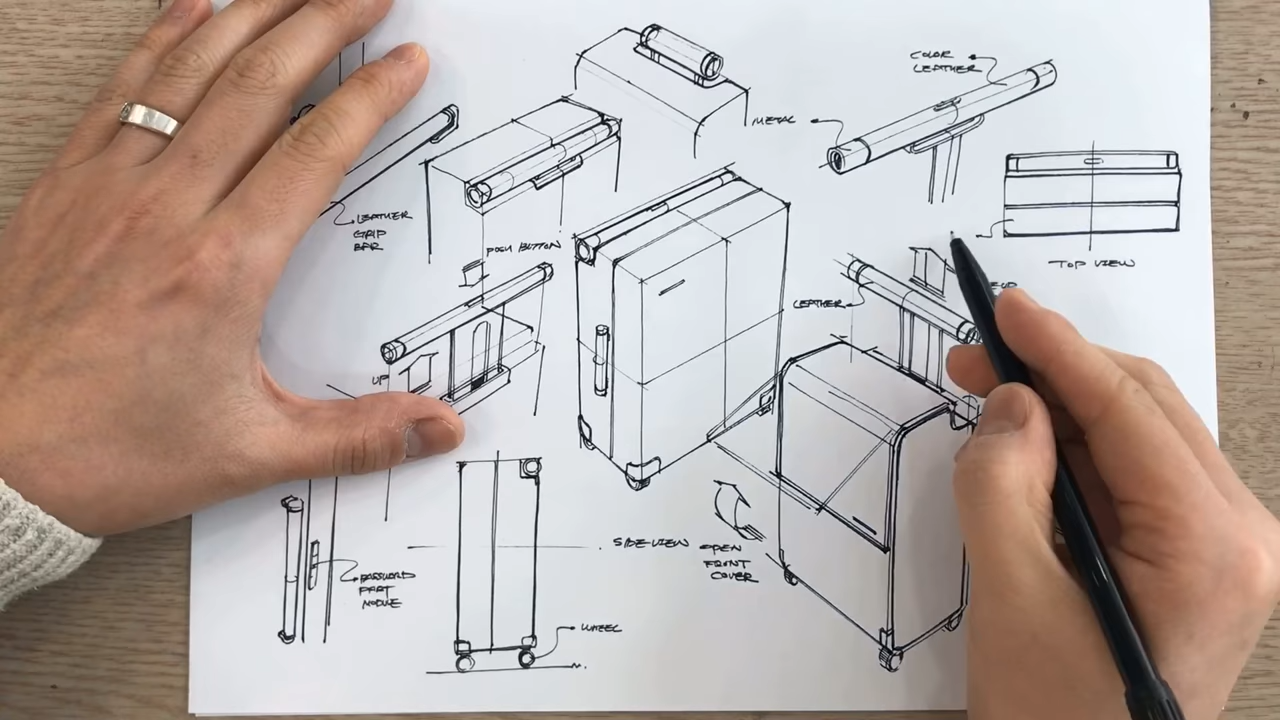 COLOR
LEATHER
METAL
LEATHER
GRIP
BAR
PUSH BUTTON
TOP VIEW
LEATHER
UP
SIDE VIEW
OPEN
FRONT
COVER
PASSWORD
PART
MODULE
WHEEL